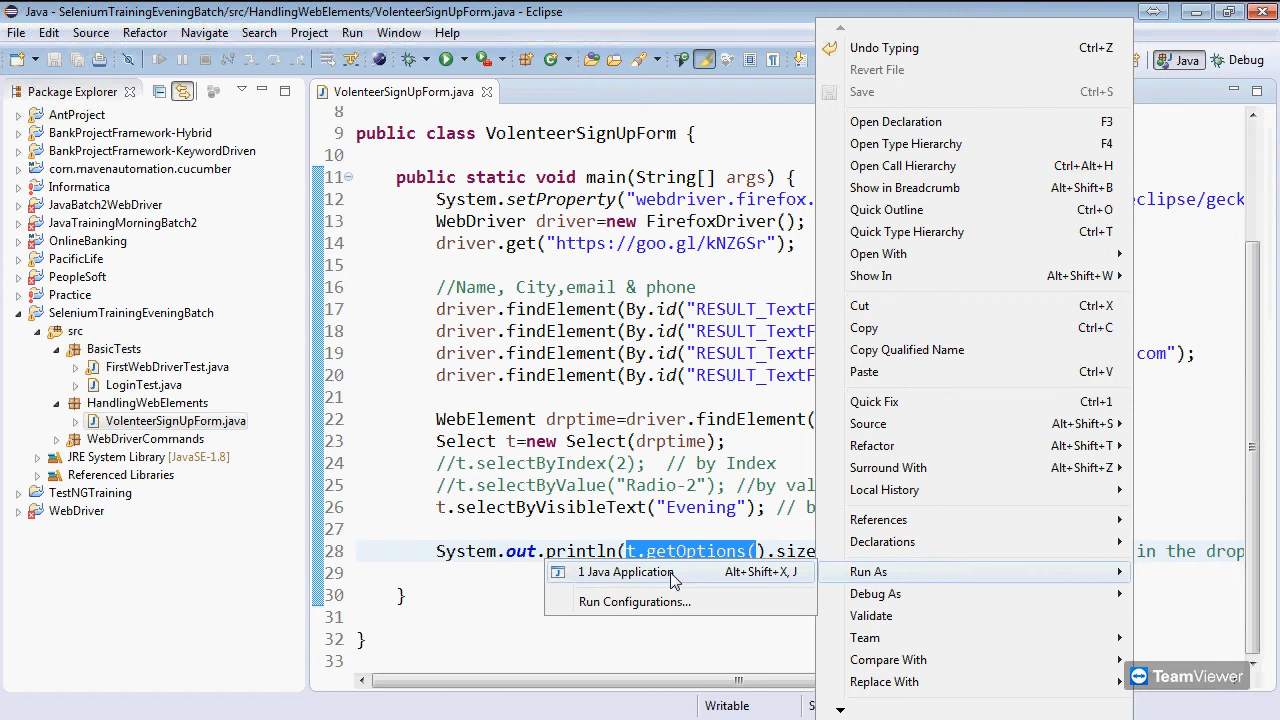 Java - SeleniumTrainingEveningBatch/src/HandlingWebElements/VolenteerSignUpForm.java - Eclipse
File Edit Source Refactor Navigate Search Project Run Window Help
Java Debug
Package Explorer
AntProject
BankProjectFramework-Hybrid
BankProjectFramework-KeywordDriven
com.mavenautomation.cucumber
Informatica
JavaBatch2WebDriver
JavaTrainingMorningBatch2
OnlineBanking
PacificLife
PeopleSoft
Practice
SeleniumTrainingEveningBatch
src
BasicTests
FirstWebDriverTest.java
LoginTest.java
HandlingWebElements
VolenteerSignUpForm.java
WebDriverCommands
JRE System Library [JavaSE-1.8]
Referenced Libraries
TestNGTraining
WebDriver
VolenteerSignUpForm.java
8
9 public class VolenteerSignUpForm {
10
11 public static void main(String[] args) {
12 System.setProperty("webdriver.firefox. eclipse/geck
13 WebDriver driver=new FirefoxDriver();
14 driver.get("https://goo.gl/kNZ6Sr");
15
16 //Name, City,email & phone
17 driver.findElement(By.id("RESULT_TextF
18 driver.findElement(By.id("RESULT_TextF
19 driver.findElement(By.id("RESULT_TextF com");
20 driver.findElement(By.id("RESULT_TextF
21
22 WebElement drptime=driver.findElement(
23 Select t=new Select(drptime);
24 //t.selectByIndex(2); // by Index
25 //t.selectByValue("Radio-2"); //by val
26 t.selectByVisibleText("Evening"); // b
27
28 System.out.println(t.getOptions().size in the drop
29
30 }
31
32 }
33
Undo Typing Ctrl+Z
Revert File
Save Ctrl+S
Open Declaration F3
Open Type Hierarchy F4
Open Call Hierarchy Ctrl+Alt+H
Show in Breadcrumb Alt+Shift+B
Quick Outline Ctrl+O
Quick Type Hierarchy Ctrl+T
Open With
Show In Alt+Shift+W
Cut Ctrl+X
Copy Ctrl+C
Copy Qualified Name
Paste Ctrl+V
Quick Fix Ctrl+1
Source Alt+Shift+S
Refactor Alt+Shift+T
Surround With Alt+Shift+Z
Local History
References
Declarations
Run As
Debug As
Validate
Team
Compare With
Replace With
1 Java Application Alt+Shift+X, J
Run Configurations...
TeamViewer
Writable